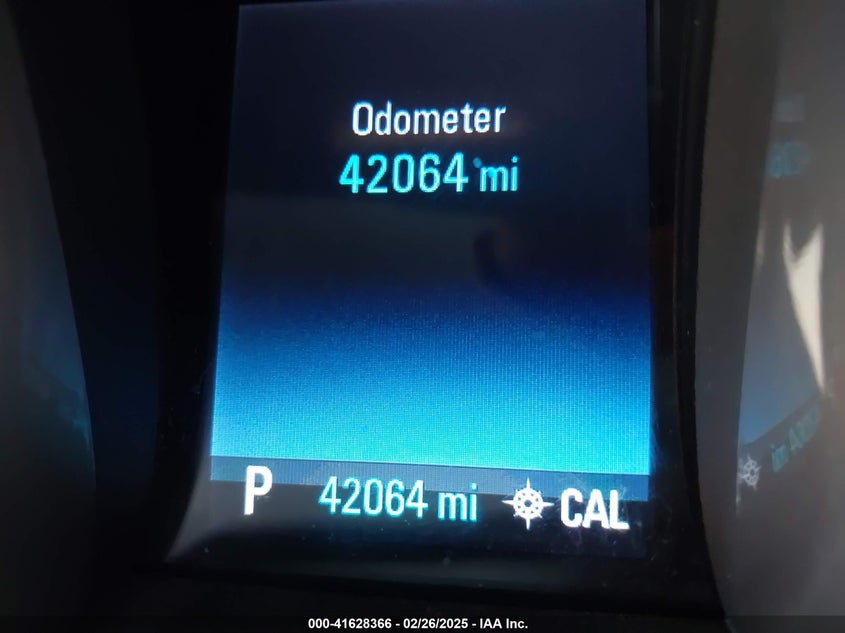 Odometer
42064 mi
P 42064 mi CAL
000-41628366 - 02/26/2025 - IAA Inc.